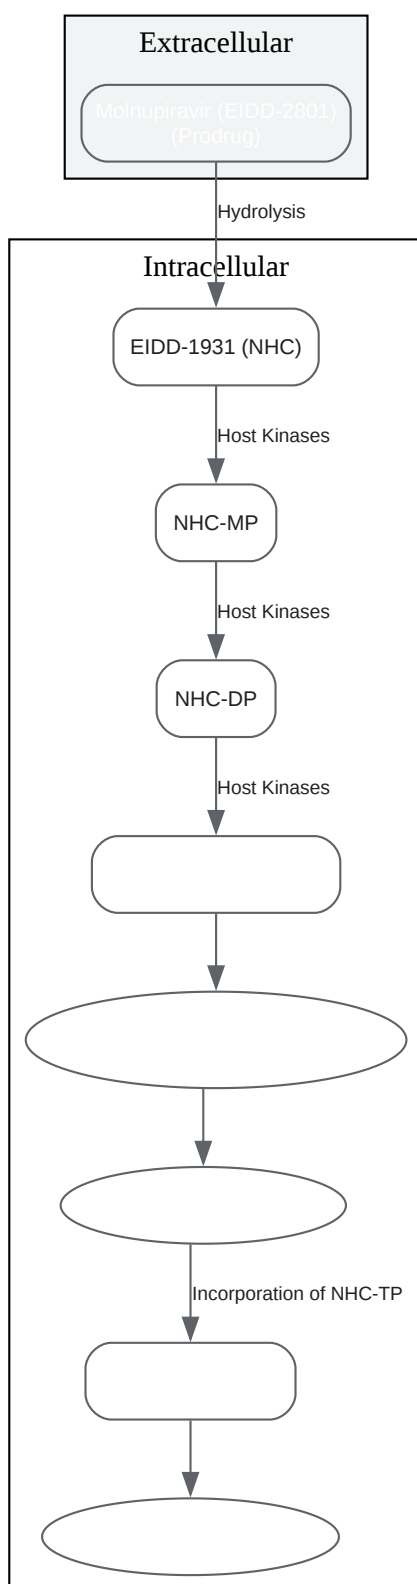 Extracellular
Molnupiravir (EIDD-2801)
(Prodrug)
Hydrolysis
Intracellular
EIDD-1931 (NHC)
Host Kinases
NHC-MP
Host Kinases
NHC-DP
Host Kinases
Incorporation of NHC-TP